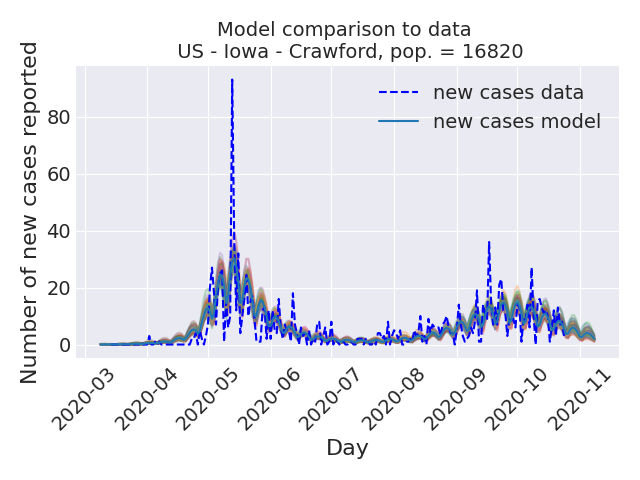 Model comparison to data
US - Iowa - Crawford, pop. = 16820
Number of new cases reported
80
60
40
20
0
new cases data
new cases model
2020-03
2020-04
2020-05
2020-06
2020-07
2020-08
2020-09
2020-10
2020-11
Day